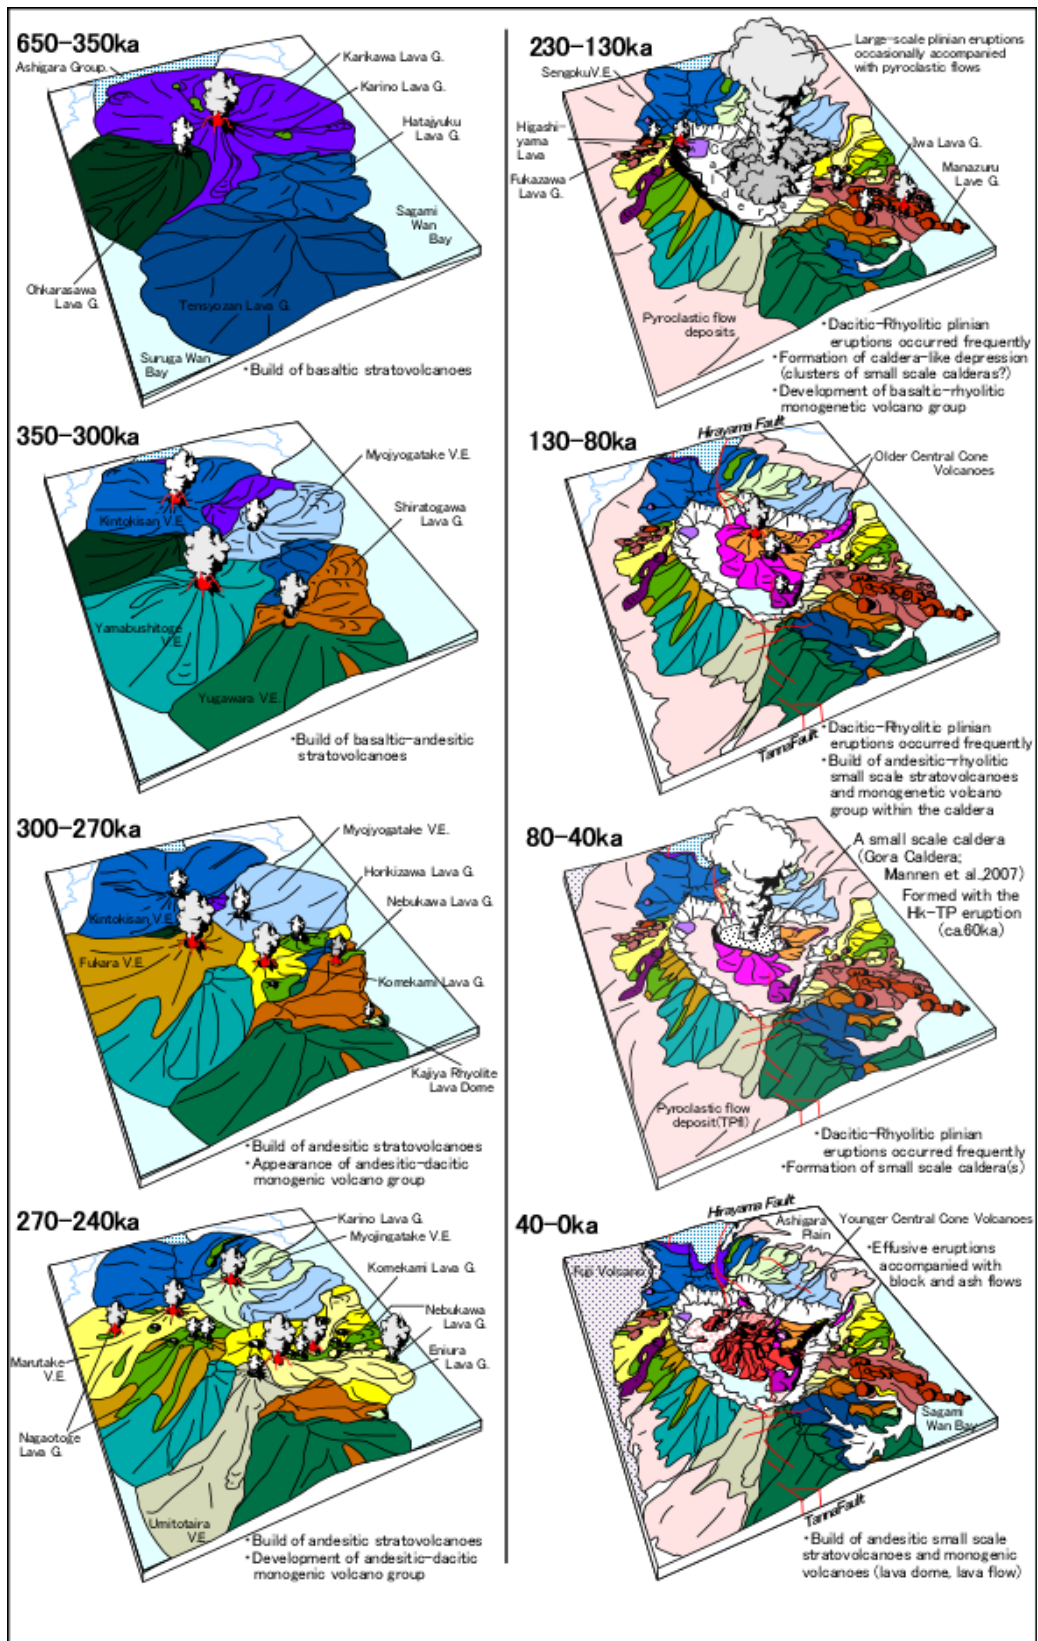 650-350ka
Ashigara Group.
Karikawa Lava G.
Karino Lava G.
Hatajyuku
Lava G.
Sagami
Wan
Bay
Ohkarasawa
Lava G.
Tensyozan Lava G.
Suruga Wan
Bay
・Build of basaltic stratovolcanoes
350-300ka
Myojyogatake V.E.
Kintokisan V.E.
Shiratogawa
Lava G.
Yamabushitoge
V.E.
Yugawara V.E.
・Build of basaltic-andesitic
stratovolcanoes
300-270ka
Myojyogatake V.E.
Horikizawa Lava G.
Nebukawa Lava G.
Kintokisan V.E.
Fukara V.E.
Komekami Lava G.
Kajiya Rhyolite
Lava Dome
・Build of andesitic stratovolcanoes
・Appearance of andesitic-dacitic
monogenic volcano group
270-240ka
Karino Lava G.
Myojingatake V.E.
Komekami Lava G.
Nebukawa
Lava G.
Eniura
Lava G.
Marutake
V.E.
Nagaotoge
Lava G.
Umitotaira
V.E.
・Build of andesitic stratovolcanoes
・Development of andesitic-dacitic
monogenic volcano group
230-130ka
Large-scale plinian eruptions
occasionally accompanied
with pyroclastic flows
SengokuV.E.
Higashi-
yama
Lava
Fukazawa
Lava G.
Caldera
Iwa Lava G.
Manazuru
Lave G.
Pyroclastic flow
deposits
・Dacitic-Rhyolitic plinian
eruptions occurred frequently
・Formation of caldera-like depression
(clusters of small scale calderas?)
・Development of basaltic-rhyolitic
monogenetic volcano group
130-80ka
Hirayama Fault
Older Central Cone
Volcanoes
TannaFault
・Dacitic-Rhyolitic plinian
eruptions occurred frequently
・Build of andesitic-rhyolitic
small scale stratovolcanoes
and monogenetic volcano
group within the caldera
80-40ka
A small scale caldera
(Gora Caldera;
Mannen et al.,2007)
Formed with the
Hk-TP eruption
(ca.60ka)
Pyroclastic flow
deposit(TPfl)
・Dacitic-Rhyolitic plinian
eruptions occurred frequently
・Formation of small scale caldera(s)
40-0ka
Hirayama Fault
Ashigara
Plain
Younger Central Cone Volcanoes
・Effusive eruptions
accompanied with
block and ash flows
Fuji Volcano
Sagami
Wan Bay
TannaFault
・Build of andesitic small scale
stratovolcanoes and monogenic
volcanoes (lava dome, lava flow)